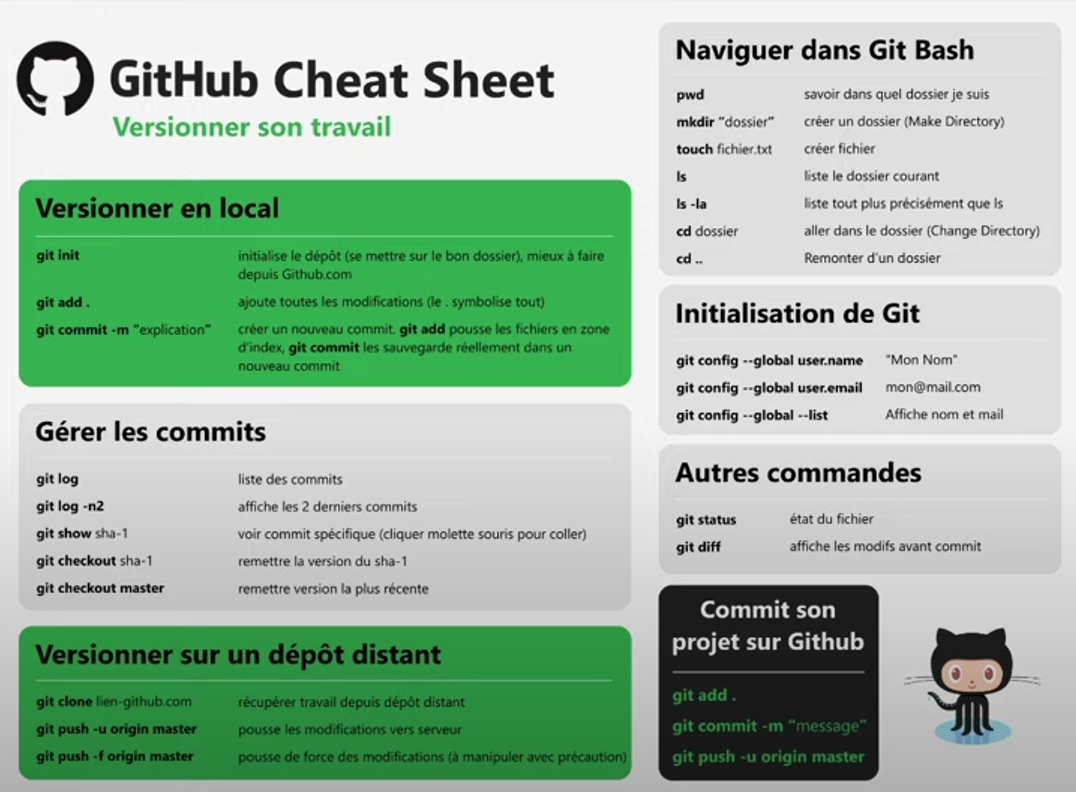 GitHub Cheat Sheet
Versionner son travail
Versionner en local
git init initialise le dépôt (se mettre sur le bon dossier), mieux à faire
depuis Github.com
git add . ajoute toutes les modifications (le . symbolise tout)
git commit -m “explication” créer un nouveau commit. git add pousse les fichiers en zone
d’index, git commit les sauvegarde réellement dans un
nouveau commit
Gérer les commits
git log liste des commits
git log -n2 affiche les 2 derniers commits
git show sha-1 voir commit spécifique (cliquer molette souris pour coller)
git checkout sha-1 remettre la version du sha-1
git checkout master remettre version la plus récente
Versionner sur un dépôt distant
git clone lien-github.com récupérer travail depuis dépôt distant
git push -u origin master pousse les modifications vers serveur
git push -f origin master pousse de force des modifications (à manipuler avec précaution)
Naviguer dans Git Bash
pwd savoir dans quel dossier je suis
mkdir “dossier” créer un dossier (Make Directory)
touch fichier.txt créer fichier
ls liste le dossier courant
ls -la liste tout plus précisément que ls
cd dossier aller dans le dossier (Change Directory)
cd .. Remonter d’un dossier
Initialisation de Git
git config --global user.name “Mon Nom”
git config --global user.email mon@mail.com
git config --global --list Affiche nom et mail
Autres commandes
git status état du fichier
git diff affiche les modifs avant commit
Commit son
projet sur Github
git add .
git commit -m “message”
git push -u origin master